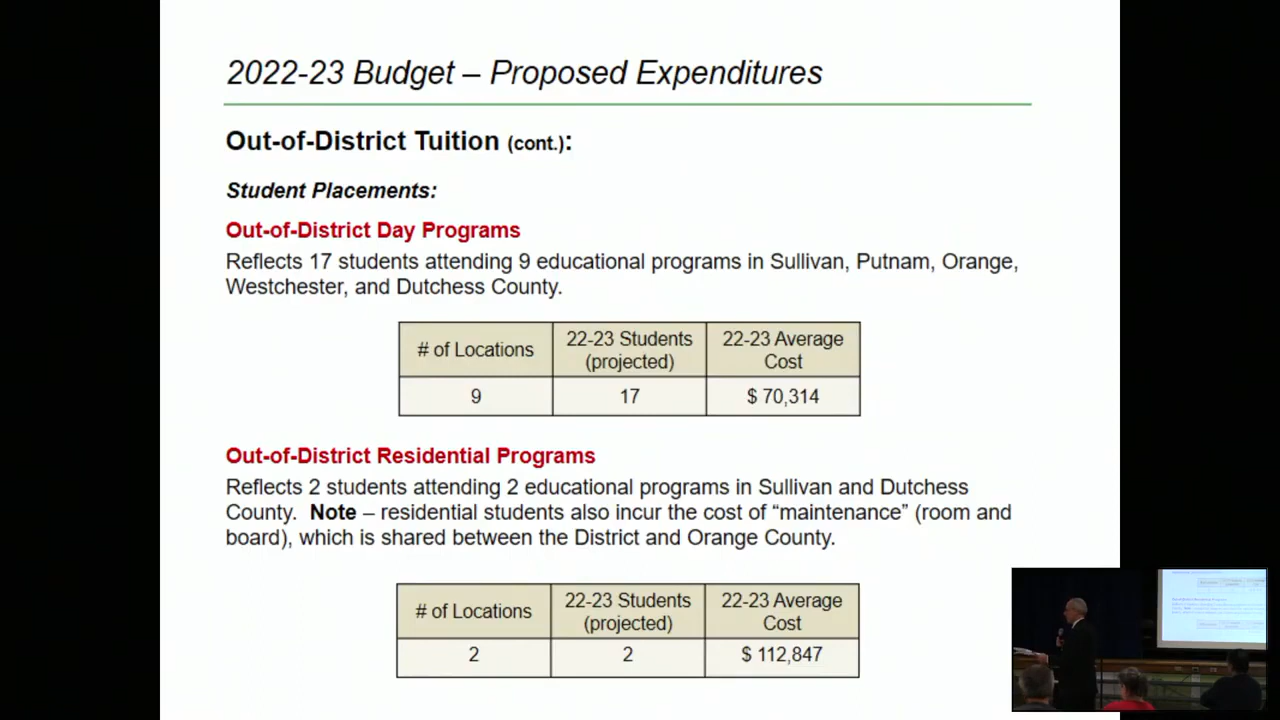 2022-23 Budget – Proposed Expenditures
Out-of-District Tuition (cont.):
Student Placements:
Out-of-District Day Programs
Reflects 17 students attending 9 educational programs in Sullivan, Putnam, Orange,
Westchester, and Dutchess County.
# of Locations
22-23 Students
(projected)
22-23 Average
Cost
9
17
$ 70,314
Out-of-District Residential Programs
Reflects 2 students attending 2 educational programs in Sullivan and Dutchess
County. Note – residential students also incur the cost of “maintenance” (room and
board), which is shared between the District and Orange County.
# of Locations
22-23 Students
(projected)
22-23 Average
Cost
2
2
$ 112,847